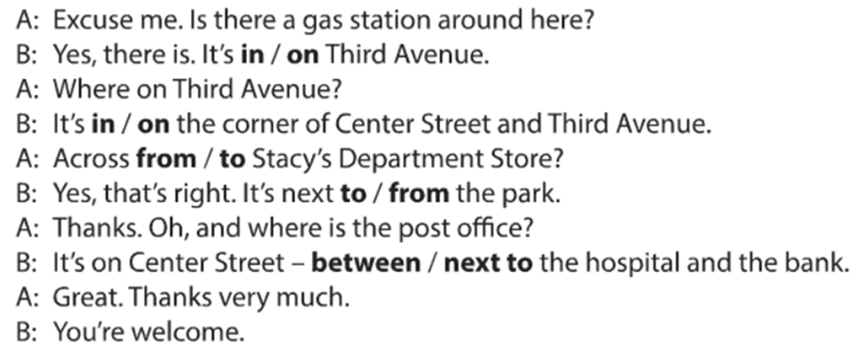 A: Excuse me. Is there a gas station around here?
B: Yes, there is. It's in / on Third Avenue.
A: Where on Third Avenue?
B: It's in / on the corner of Center Street and Third Avenue.
A: Across from / to Stacy's Department Store?
B: Yes, that's right. It's next to / from the park.
A: Thanks. Oh, and where is the post office?
B: It's on Center Street – between / next to the hospital and the bank.
A: Great. Thanks very much.
B: You're welcome.